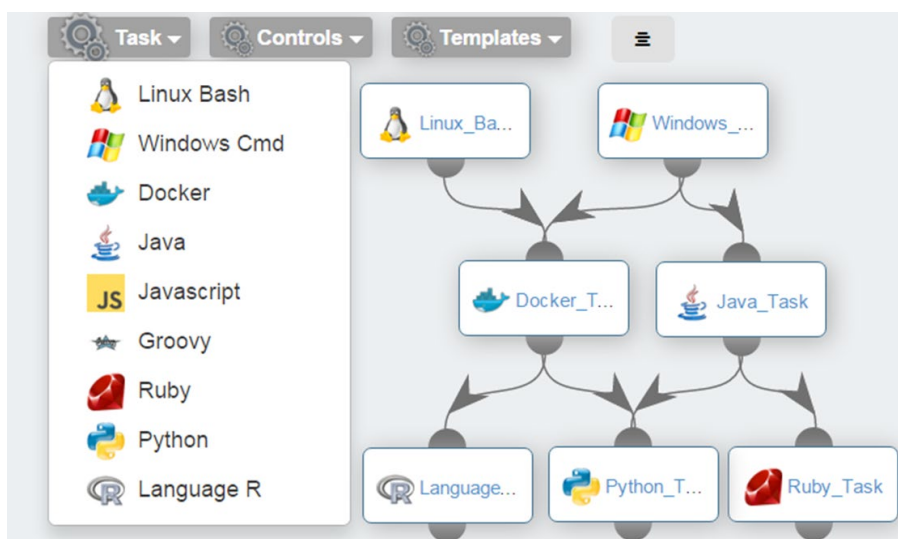 Task Controls Templates
Linux Bash
Windows Cmd
Docker
Java
JS Javascript
Groovy
Ruby
Python
Language R
Linux_Ba... Windows_...
Docker_T... Java_Task
R Language... Python_T... Ruby_Task